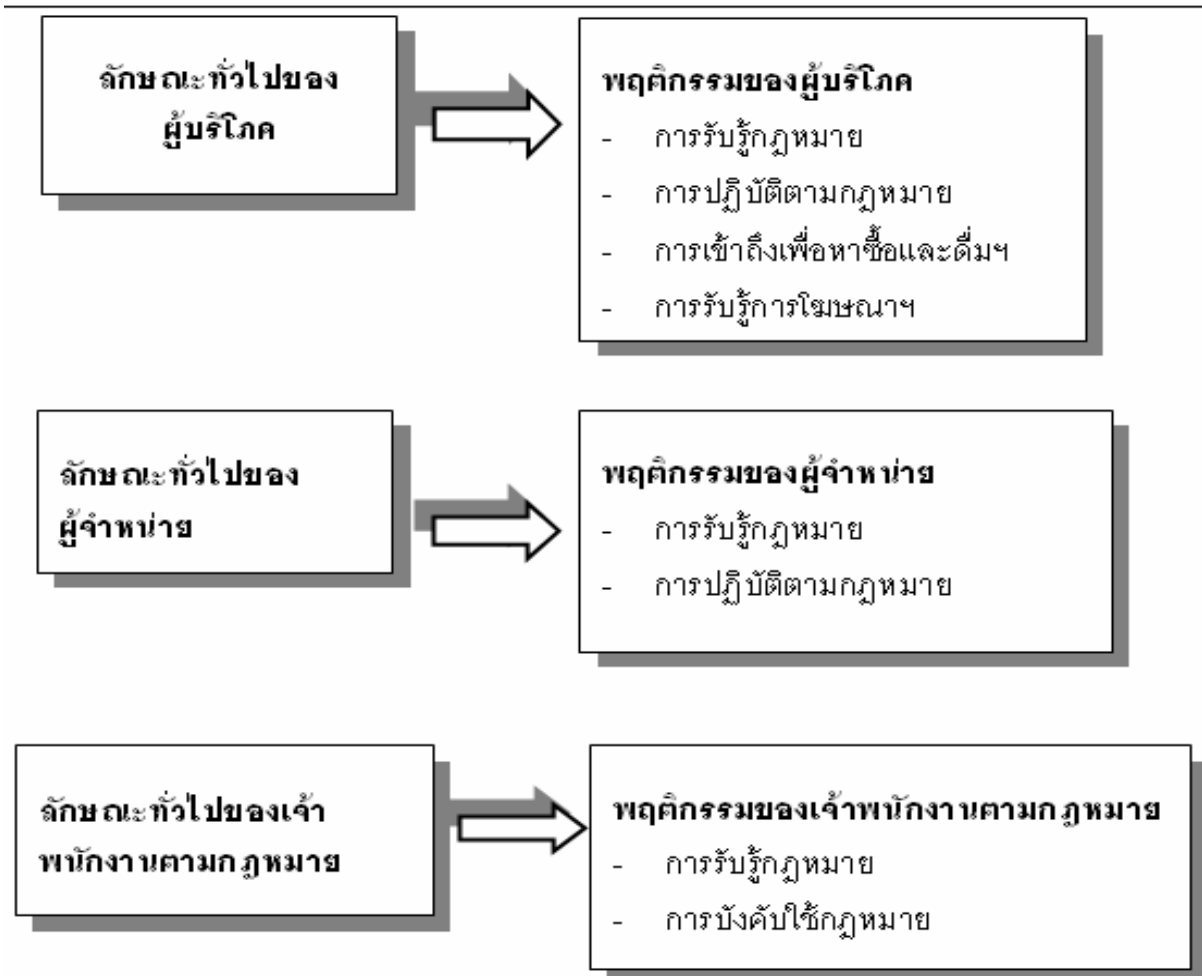 ลักษณะทั่วไปของ
ผู้บริโภค
พฤติกรรมของผู้บริโภค
- การรับรู้กฎหมาย
- การปฏิบัติตามกฎหมาย
- การเข้าถึงเพื่อหาซื้อและดื่มฯ
- การรับรู้การโฆษณาฯ
ลักษณะทั่วไปของ
ผู้จำหน่าย
พฤติกรรมของผู้จำหน่าย
- การรับรู้กฎหมาย
- การปฏิบัติตามกฎหมาย
ลักษณะทั่วไปของเจ้า
พนักงานตามกฎหมาย
พฤติกรรมของเจ้าพนักงานตามกฎหมาย
- การรับรู้กฎหมาย
- การบังคับใช้กฎหมาย